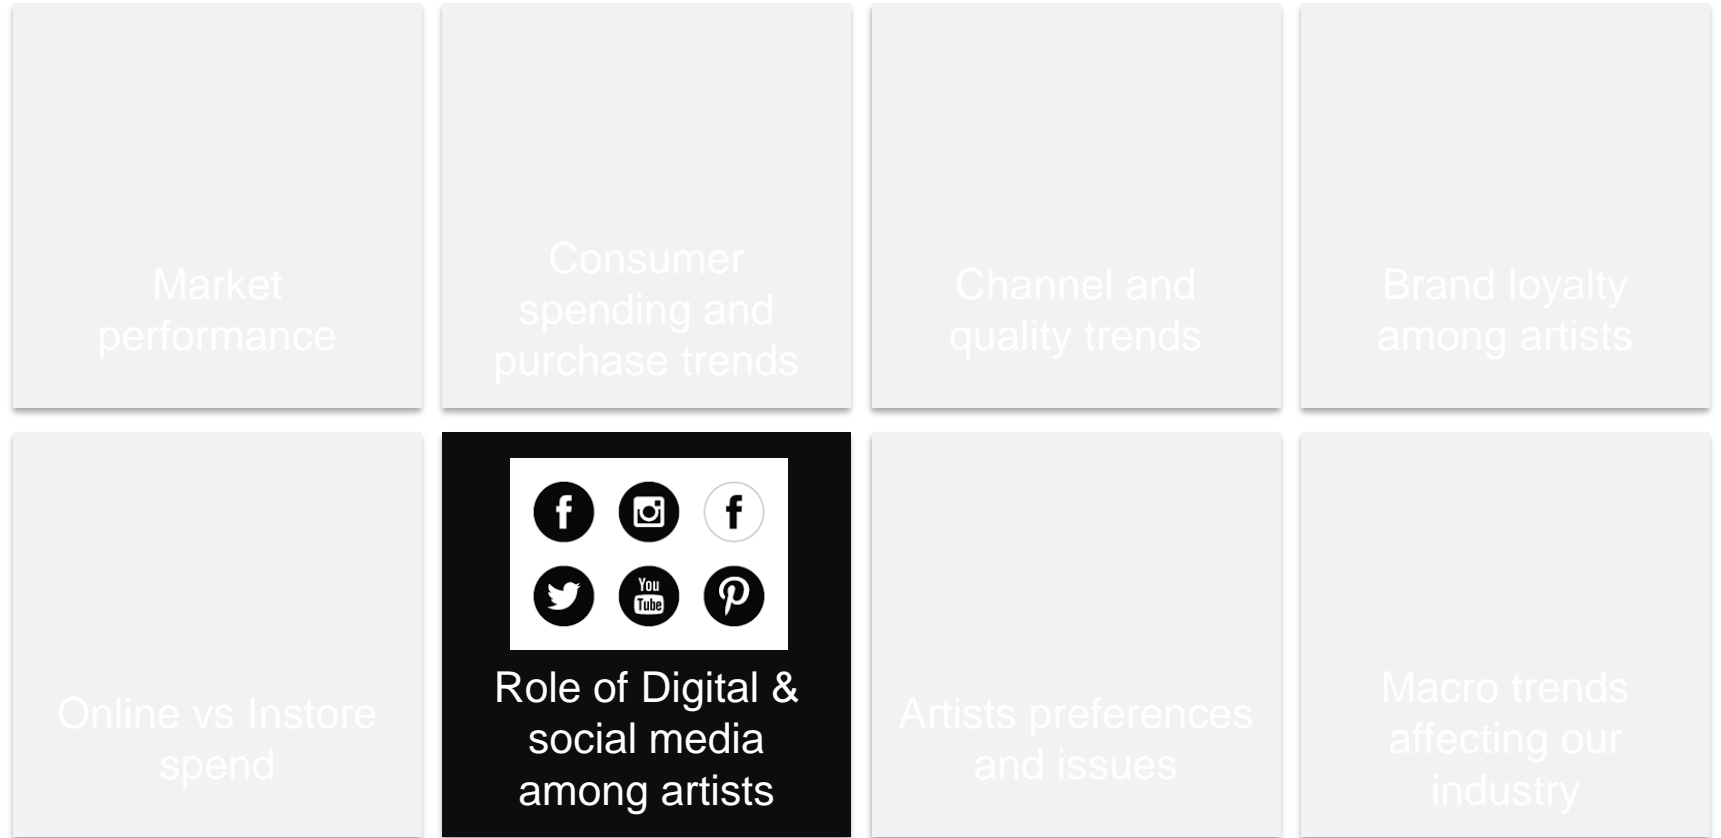 Market
performance
Consumer
spending and
purchase trends
Channel and
quality trends
Brand loyalty
among artists
Online vs Instore
spend
f
f
You
Tube
Role of Digital &
social media
among artists
Artists preferences
and issues
Macro trends
affecting our
industry